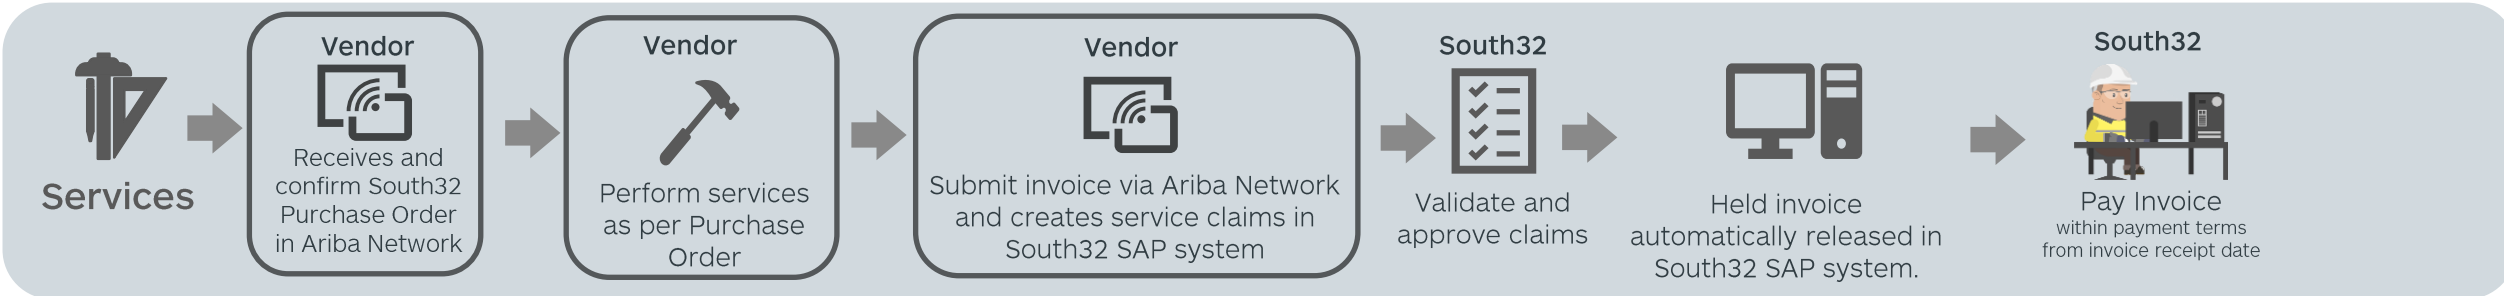 Services
Vendor
Receives and
confirm South32
Purchase Order
in Ariba Network
Vendor
Perform services
as per Purchase
Order
Vendor
Submit invoice via Ariba Network
and creates service claims in
South32 SAP system
South32
Validate and
approve claims
Held invoice
automatically released in
South32 SAP system.
South32
Pay Invoice
within payment terms
from invoice receipt date